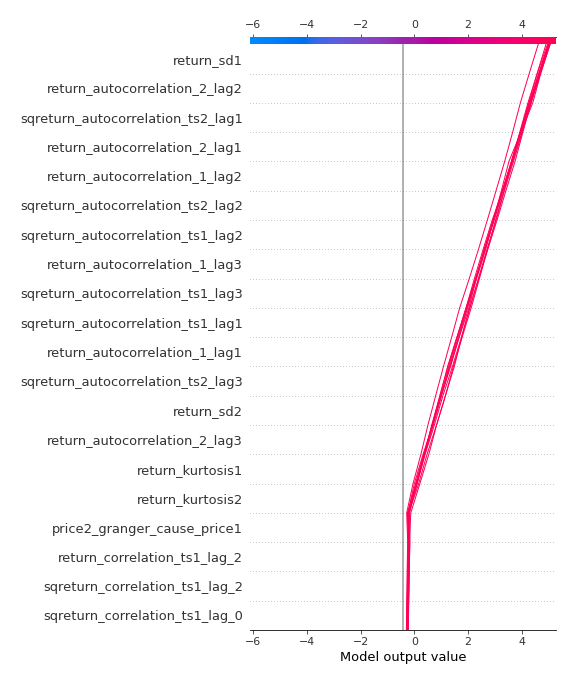 −6 −4 −2 0 2 4
return_sd1
return_autocorrelation_2_lag2
sqreturn_autocorrelation_ts2_lag1
return_autocorrelation_2_lag1
return_autocorrelation_1_lag2
sqreturn_autocorrelation_ts2_lag2
sqreturn_autocorrelation_ts1_lag2
return_autocorrelation_1_lag3
sqreturn_autocorrelation_ts1_lag3
sqreturn_autocorrelation_ts1_lag1
return_autocorrelation_1_lag1
sqreturn_autocorrelation_ts2_lag3
return_sd2
return_autocorrelation_2_lag3
return_kurtosis1
return_kurtosis2
price2_granger_cause_price1
return_correlation_ts1_lag_2
sqreturn_correlation_ts1_lag_2
sqreturn_correlation_ts1_lag_0
−6 −4 −2 0 2 4
Model output value